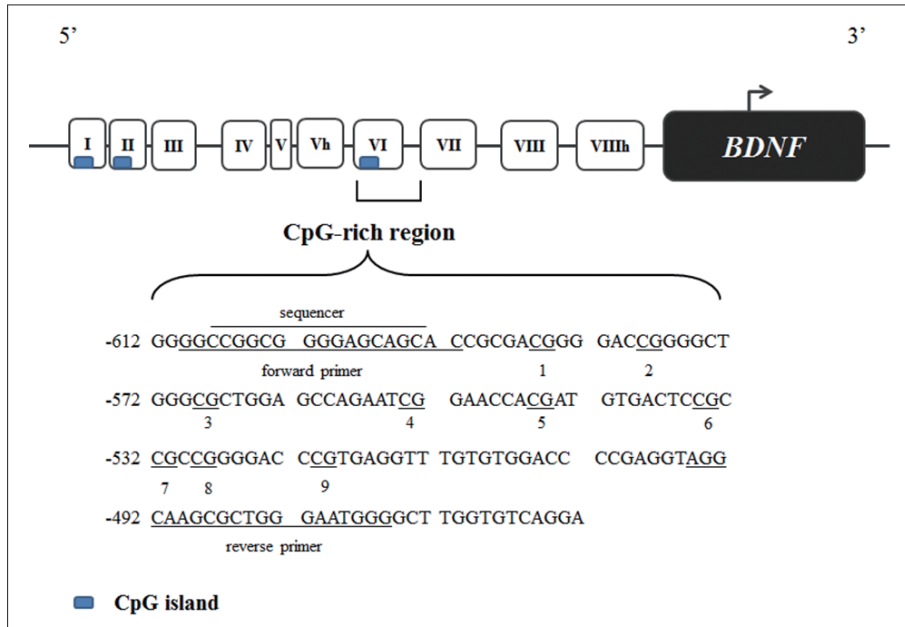 5’ 3’
I II III IV V Vh VI VII VIII VIIIh BDNF
CpG-rich region
sequencer
-612 GGGGCCGGCG GGGAGCAGCA CCGCGACGGG GACCGGGGCT
forward primer 1 2
-572 GGGCGCTGGA GCCAGAATCG GAACCACGAT GTGACTCCGC
3 4 5 6
-532 CGCCGGGGAC CCGTGAGGTT TGTGTGGACC CCGAGGTAGG
7 8 9
-492 CAAGCGCTGG GAATGGGGCT TGGTGTCAGGA
reverse primer
CpG island